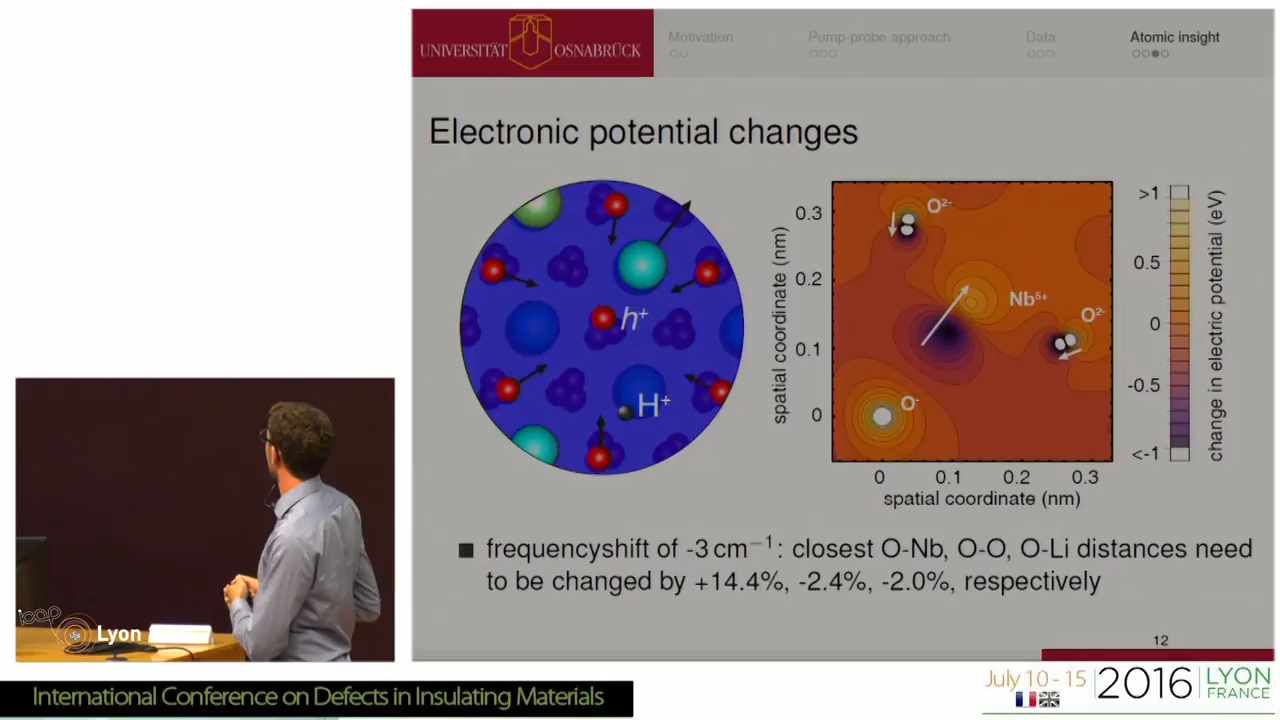 UNIVERSITÄT OSNABRÜCK
Motivation
Pump-probe approach
Data
Atomic insight
Electronic potential changes
h⁺
H⁺
spatial coordinate (nm)
0.3
0.2
0.1
0
O²⁻
Nb⁵⁺
O²⁻
O⁻
0 0.1 0.2 0.3
spatial coordinate (nm)
>1
0.5
0
-0.5
<-1
change in electric potential (eV)
■ frequencyshift of -3 cm⁻¹: closest O-Nb, O-O, O-Li distances need
to be changed by +14.4%, -2.4%, -2.0%, respectively
12
icap
Lyon
International Conference on Defects in Insulating Materials
July 10 - 15
2016
LYON
FRANCE